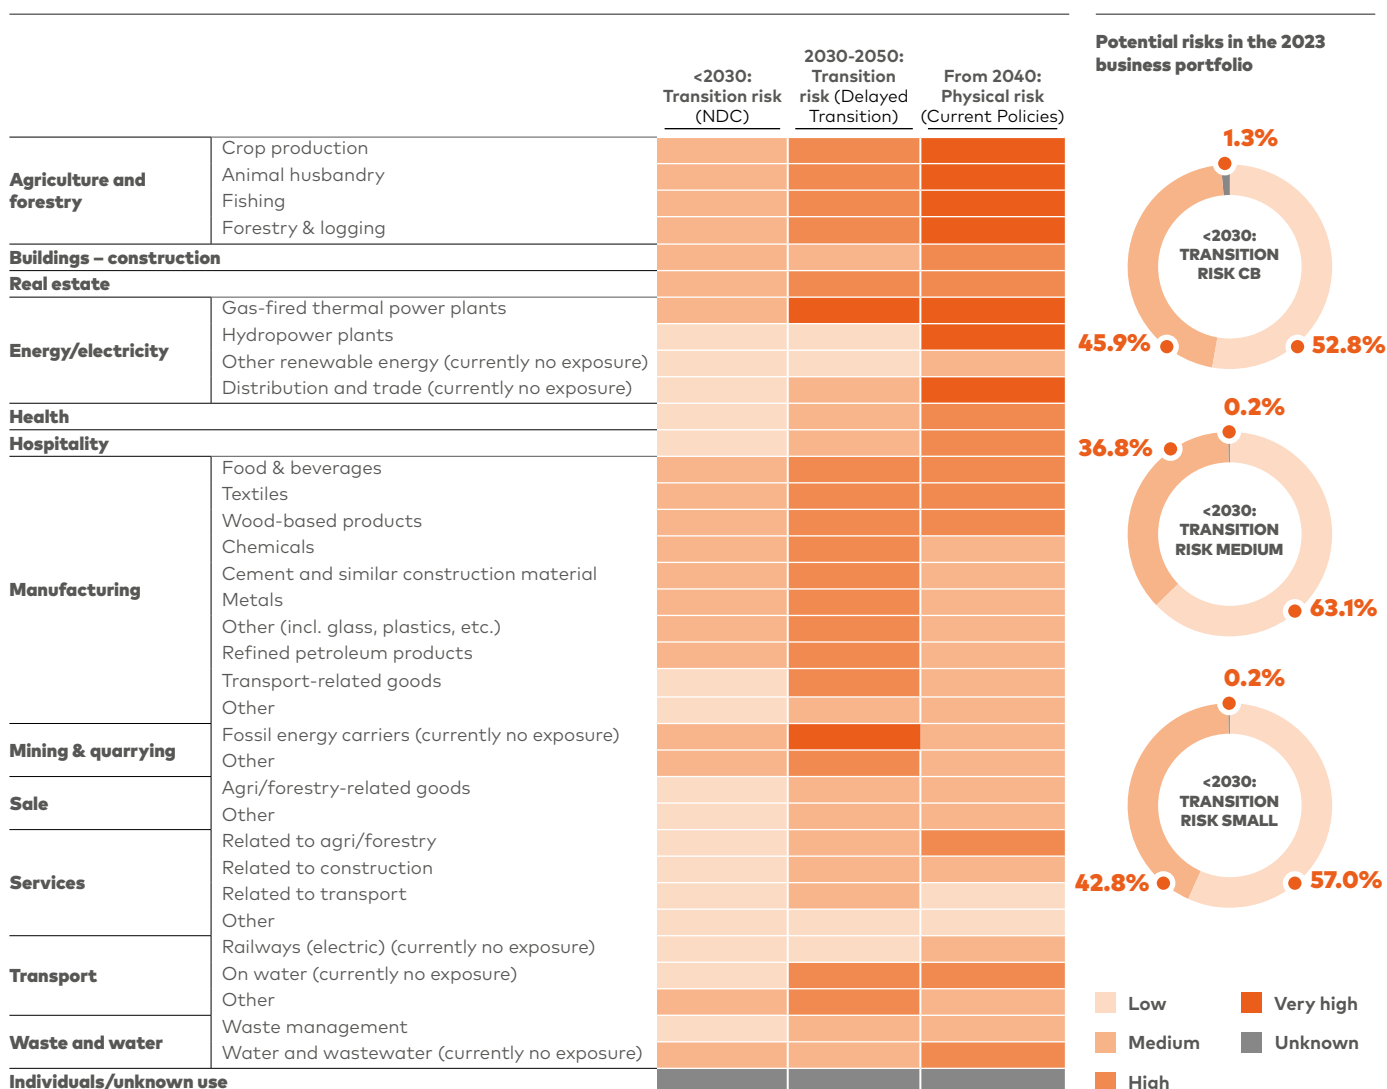 <2030:
Transition risk
(NDC)
2030-2050:
Transition
risk (Delayed
Transition)
From 2040:
Physical risk
(Current Policies)
Agriculture and
forestry
Crop production
Animal husbandry
Fishing
Forestry & logging
Buildings – construction
Real estate
Energy/electricity
Gas-fired thermal power plants
Hydropower plants
Other renewable energy (currently no exposure)
Distribution and trade (currently no exposure)
Health
Hospitality
Manufacturing
Food & beverages
Textiles
Wood-based products
Chemicals
Cement and similar construction material
Metals
Other (incl. glass, plastics, etc.)
Refined petroleum products
Transport-related goods
Other
Mining & quarrying
Fossil energy carriers (currently no exposure)
Other
Sale
Agri/forestry-related goods
Other
Services
Related to agri/forestry
Related to construction
Related to transport
Other
Transport
Railways (electric) (currently no exposure)
On water (currently no exposure)
Other
Waste and water
Waste management
Water and wastewater (currently no exposure)
Individuals/unknown use
Potential risks in the 2023
business portfolio
1.3%
<2030:
TRANSITION
RISK CB
45.9%
52.8%
0.2%
36.8%
<2030:
TRANSITION
RISK MEDIUM
63.1%
0.2%
<2030:
TRANSITION
RISK SMALL
42.8%
57.0%
Low
Medium
High
Very high
Unknown